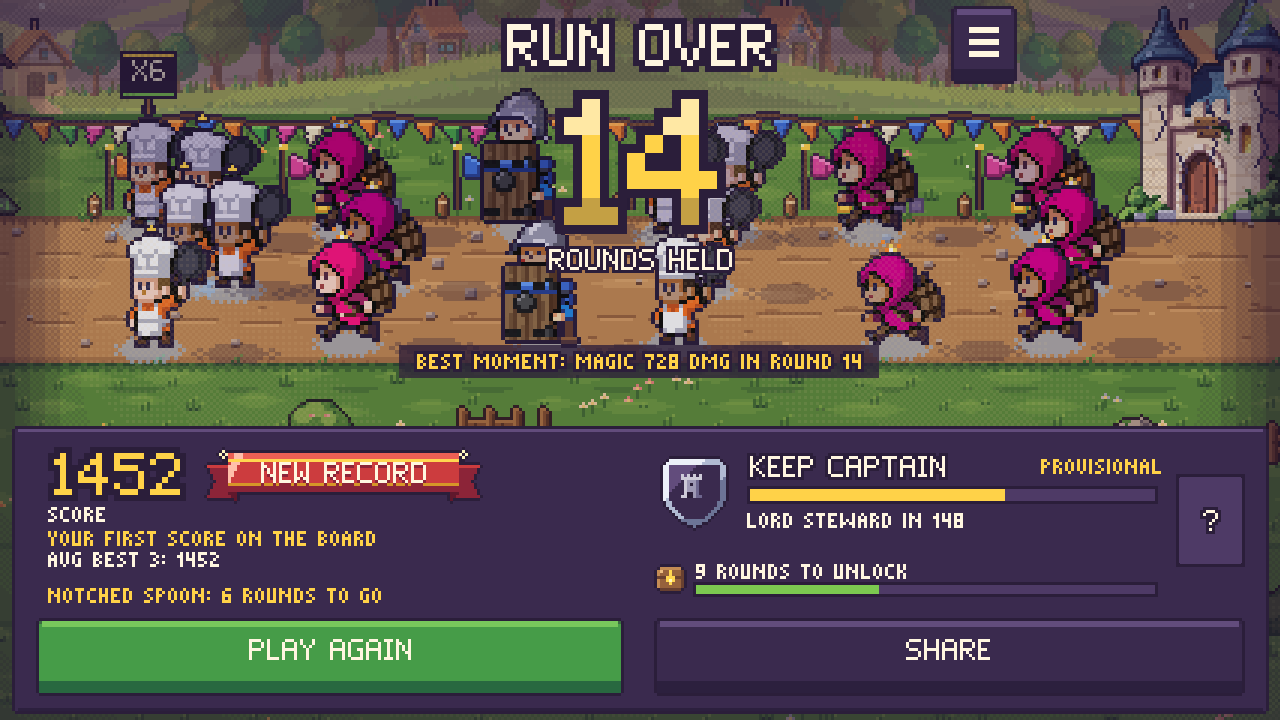 RUN OVER
X6
14
ROUNDS HELD
BEST MOMENT: MAGIC 728 DMG IN ROUND 14
1452
NEW RECORD
SCORE
YOUR FIRST SCORE ON THE BOARD
AVG BEST 3: 1452
NOTCHED SPOON: 6 ROUNDS TO GO
KEEP CAPTAIN
PROVISIONAL
LORD STEWARD IN 148
?
9 ROUNDS TO UNLOCK
PLAY AGAIN
SHARE